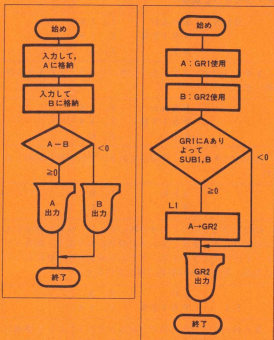 始め
入力して,
Aに格納
入力して
Bに格納
A－B
<0
≧0
A
出力
B
出力
終了
始め
A：GR1使用
B：GR2使用
GR1にAあり
よって
SUB1,B
<0
≧0
L1
A→GR2
GR2
出力
終了